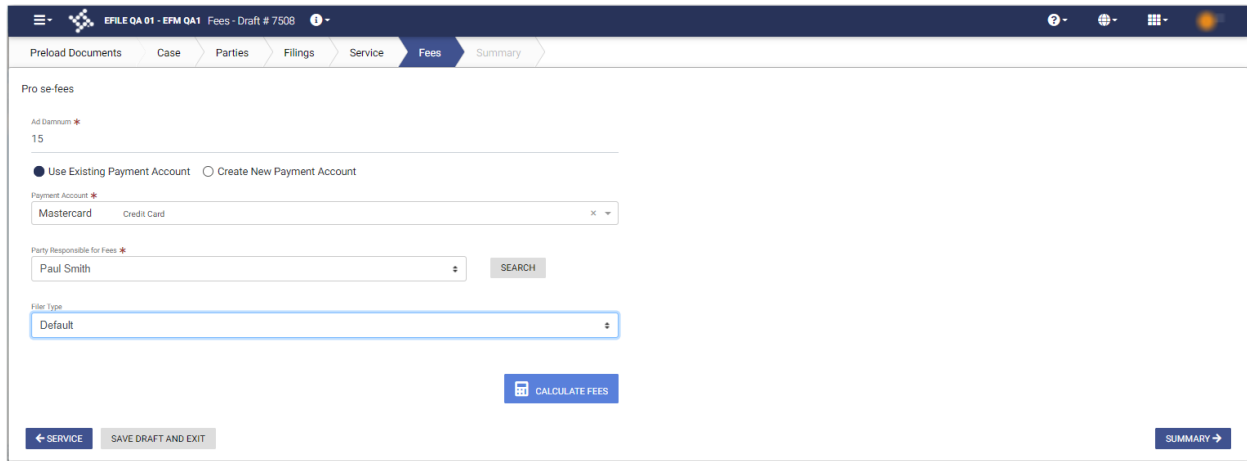 EFILE QA 01 - EFM QA1 Fees - Draft # 7508
Preload Documents Case Parties Filings Service Fees Summary
Pro se-fees
Ad Damnum *
15
Use Existing Payment Account Create New Payment Account
Payment Account *
Mastercard Credit Card
Party Responsible for Fees *
Paul Smith SEARCH
Filer Type
Default
CALCULATE FEES
SERVICE SAVE DRAFT AND EXIT SUMMARY